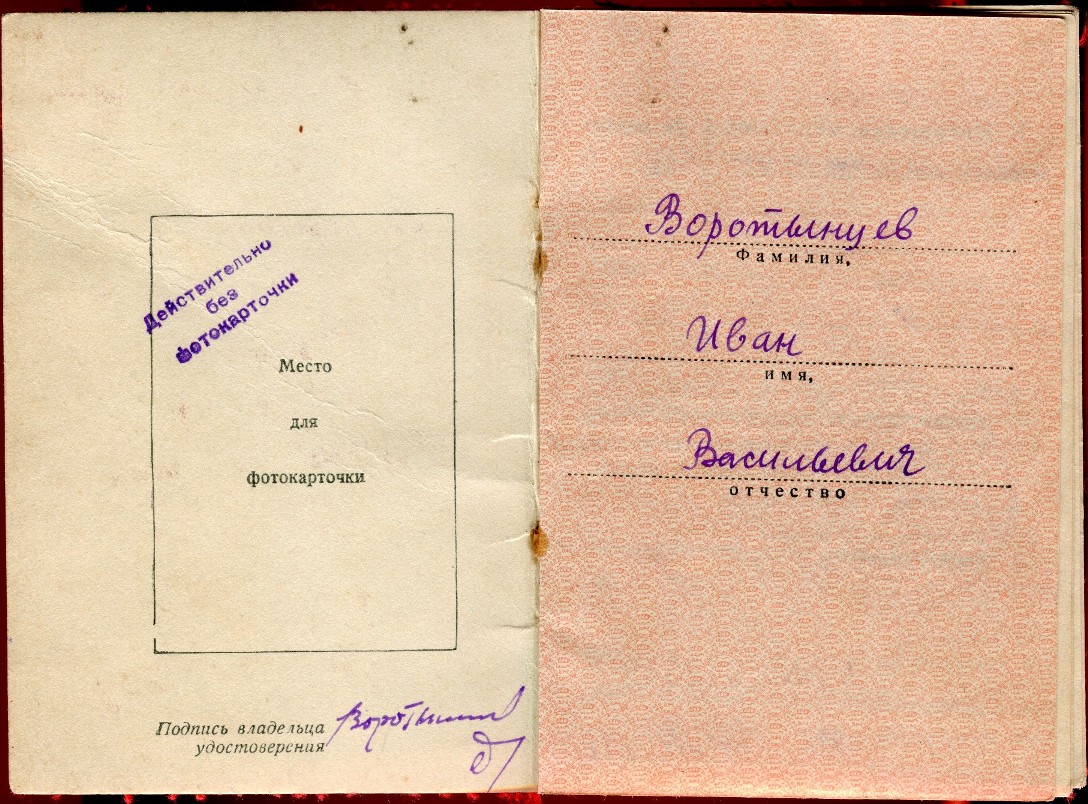 Действительно
без
фотокарточки
Место
для
фотокарточки
Подпись владельца
удостоверения
Воротынцев
Фамилия,
Иван
имя,
Васильевич
отчество